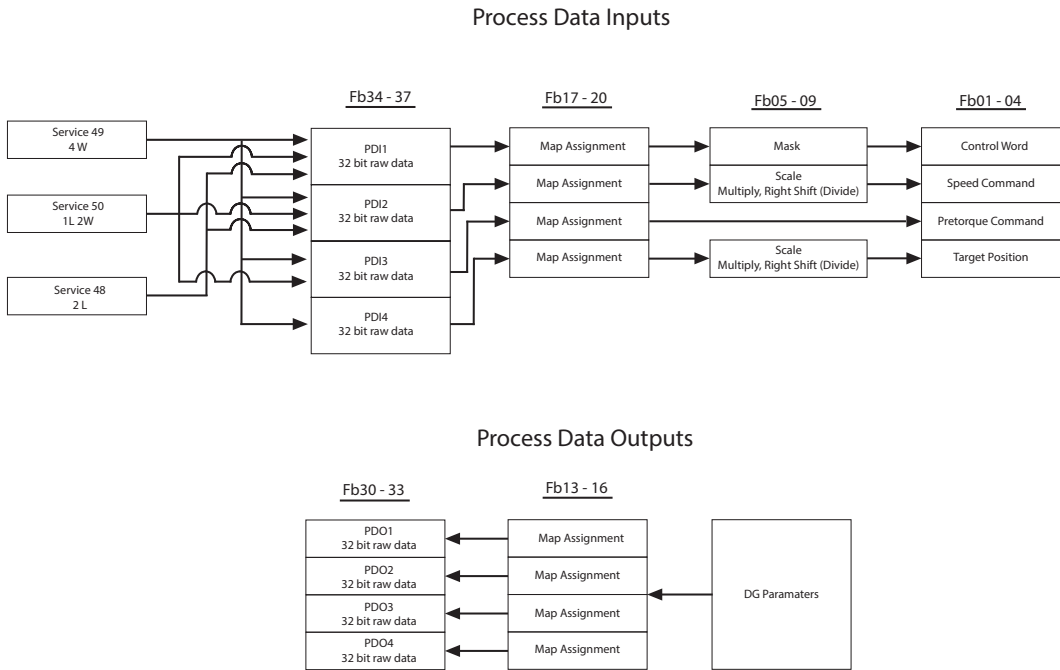 Process Data Inputs
Fb34 - 37
Fb17 - 20
Fb05 - 09
Fb01 - 04
Service 49
4 W
Service 50
1L 2W
Service 48
2 L
PDI1
32 bit raw data
PDI2
32 bit raw data
PDI3
32 bit raw data
PDI4
32 bit raw data
Map Assignment
Map Assignment
Map Assignment
Map Assignment
Mask
Scale
Multiply, Right Shift (Divide)
Scale
Multiply, Right Shift (Divide)
Control Word
Speed Command
Pretorque Command
Target Position
Process Data Outputs
Fb30 - 33
Fb13 - 16
PDO1
32 bit raw data
PDO2
32 bit raw data
PDO3
32 bit raw data
PDO4
32 bit raw data
Map Assignment
Map Assignment
Map Assignment
Map Assignment
DG Paramaters